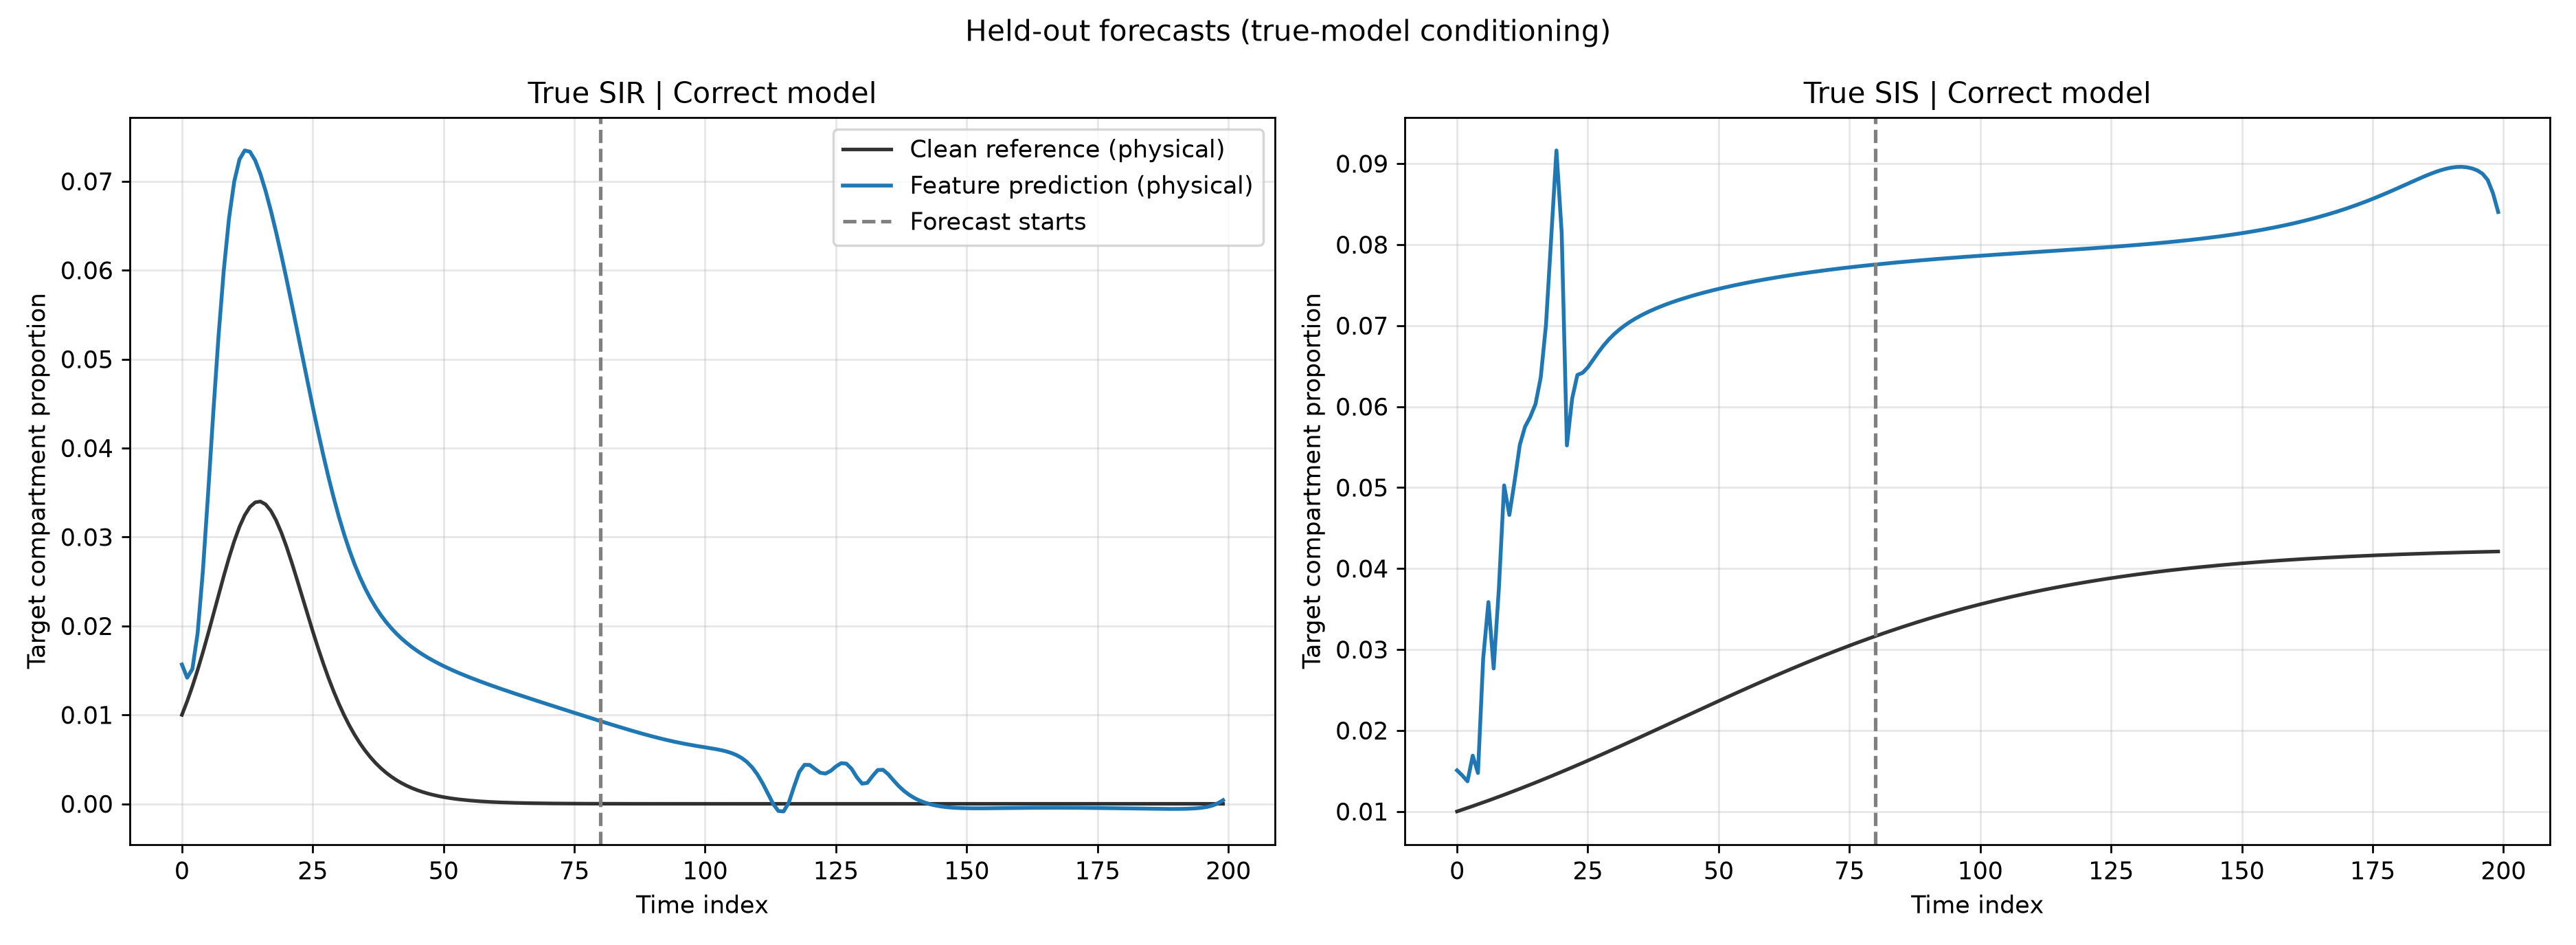 Held-out forecasts (true-model conditioning)
True SIR | Correct model
Target compartment proportion
0.07
0.06
0.05
0.04
0.03
0.02
0.01
0.00
Clean reference (physical)
Feature prediction (physical)
Forecast starts
0 25 50 75 100 125 150 175 200
Time index
True SIS | Correct model
Target compartment proportion
0.09
0.08
0.07
0.06
0.05
0.04
0.03
0.02
0.01
0 25 50 75 100 125 150 175 200
Time index